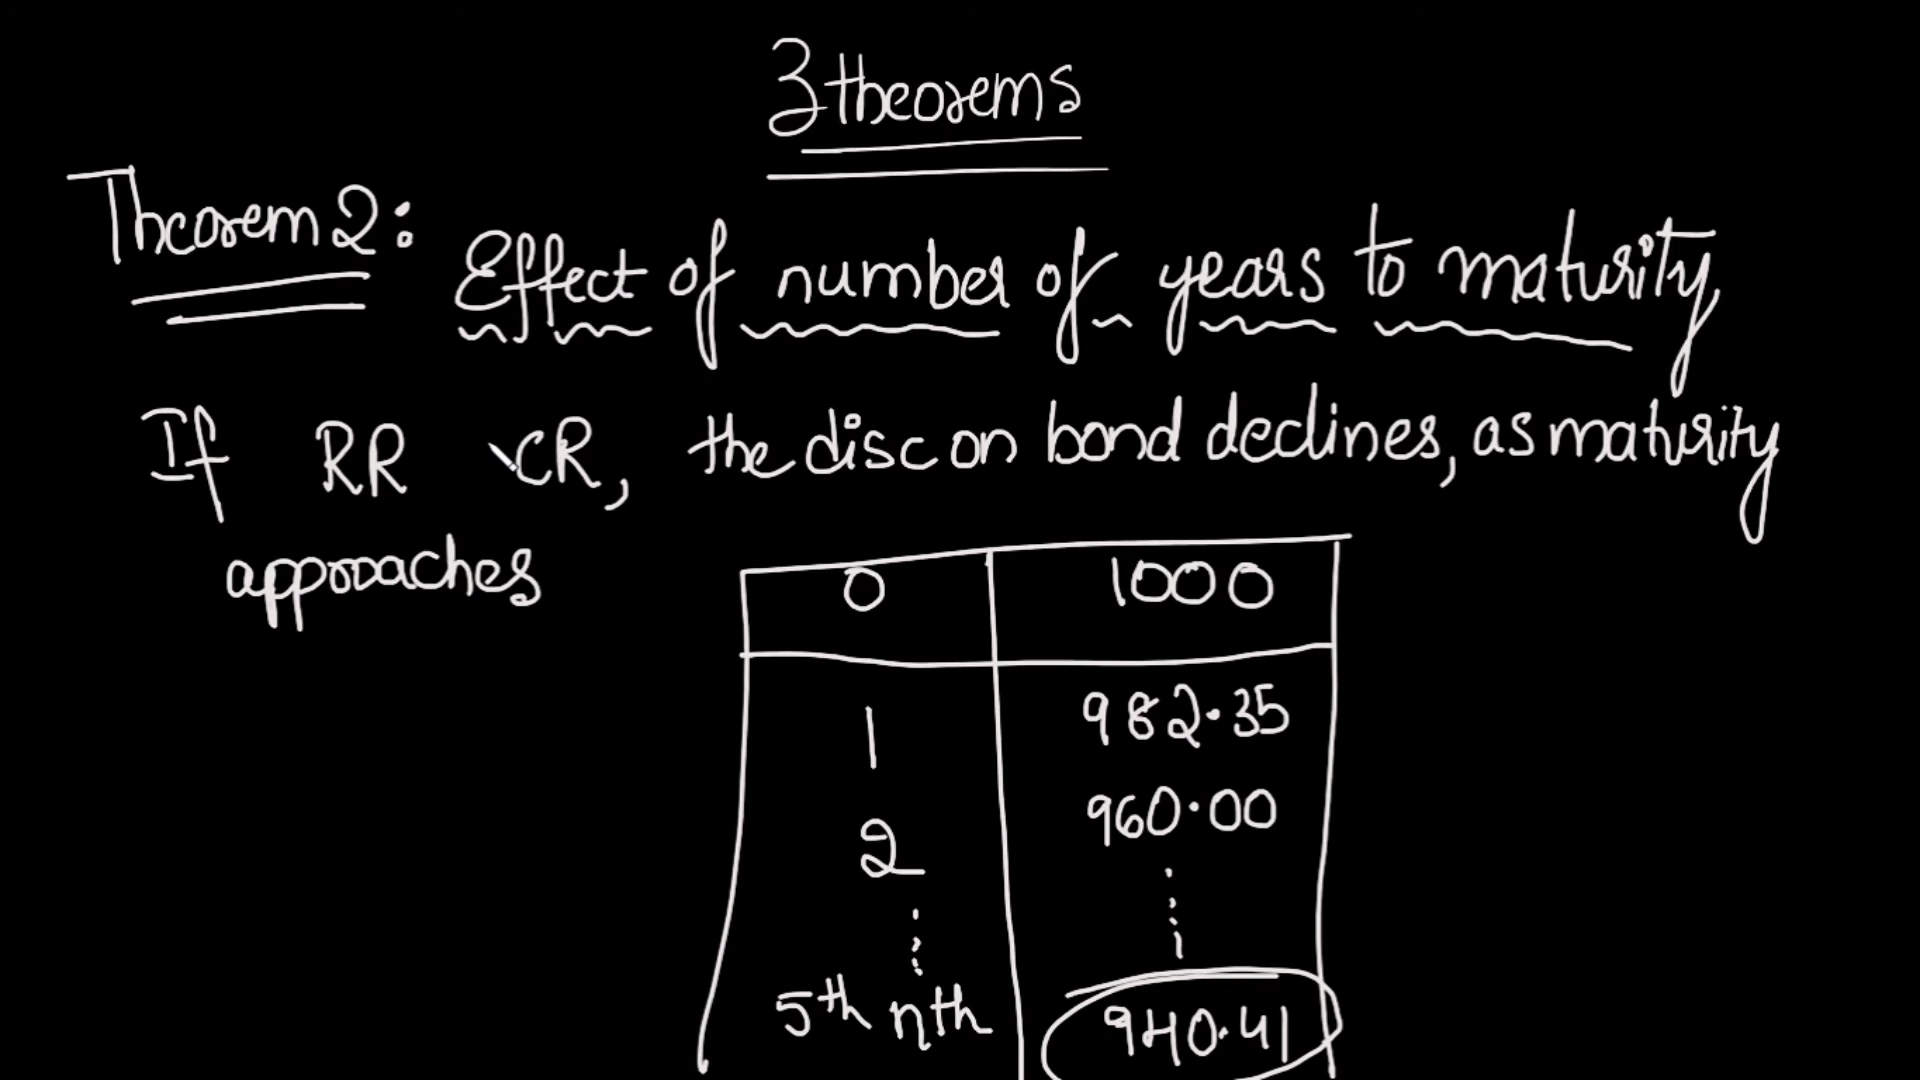 3 theorems
Theorem 2: Effect of number of years to maturity
If RR CR, the disc on bond declines, as maturity
approaches
0 1000
1 982.35
2 960.00
5th nth 940.41